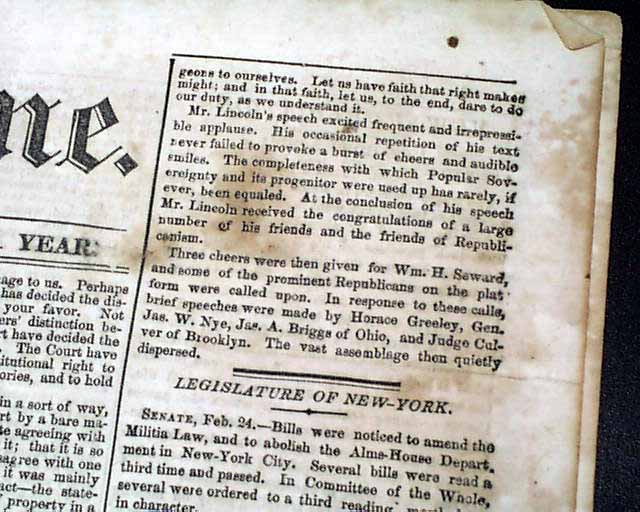 ne.
YEAR
age to us. Perhaps
has decided the dis-
your favor. Not
ers' distinction be-
t have decided the
The Court have
itutional right to
ories, and to hold
in a sort of way,
rt by a bare ma-
te agreeing with
it; that it is so
sagree with one
it was mainly
act—the state-
property in a
geons to ourselves. Let us have faith that right makes
might; and in that faith, let us, to the end, dare to do
our duty, as we understand it.
Mr. Lincoln's speech excited frequent and irrepressi-
ble applause. His occasional repetition of his text
never failed to provoke a burst of cheers and audible
smiles. The completeness with which Popular Sov-
ereignty and its progenitor were used up has rarely, if
ever, been equaled. At the conclusion of his speech
Mr. Lincoln received the congratulations of a large
number of his friends and the friends of Republi-
canism.
Three cheers were then given for Wm. H. Seward,
and some of the prominent Republicans on the plat
form were called upon. In response to these calls,
brief speeches were made by Horace Greeley, Gen.
Jas. W. Nye, Jas. A. Briggs of Ohio, and Judge Cul-
ver of Brooklyn. The vast assemblage then quietly
dispersed.
LEGISLATURE OF NEW-YORK.
SENATE, Feb. 24.—Bills were noticed to amend the
Militia Law, and to abolish the Alms-House Depart-
ment in New-York City. Several bills were read a
third time and passed. In Committee of the Whole,
several were ordered to a third reading
in character.